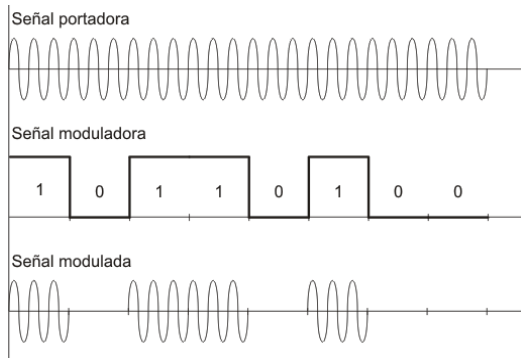 Señal portadora
Señal moduladora
1 0 1 1 0 1 0 0
Señal modulada